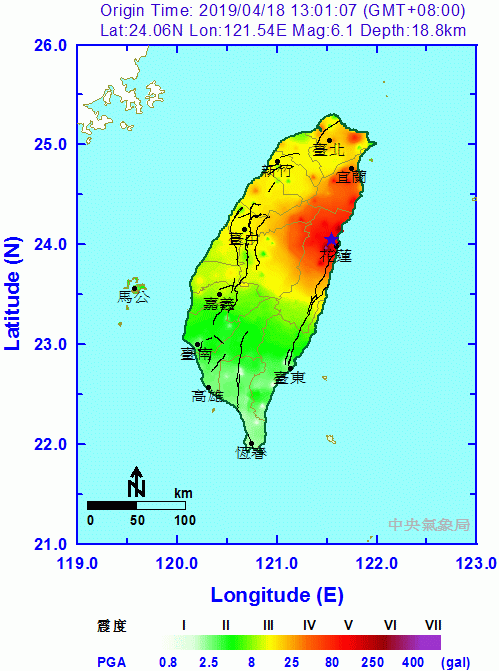 Origin Time: 2019/04/18 13:01:07 (GMT+08:00)
Lat:24.06N Lon:121.54E Mag:6.1 Depth:18.8km
26.0
25.0
臺北
新竹
宜蘭
24.0
臺中
花蓮
馬公
嘉義
23.0
臺南
臺東
高雄
22.0
恆春
N
km
0 50 100
中央氣象局
21.0
119.0 120.0 121.0 122.0 123.0
Latitude (N)
Longitude (E)
震度 I II III IV V VI VII
PGA 0.8 2.5 8 25 80 250 400 (gal)